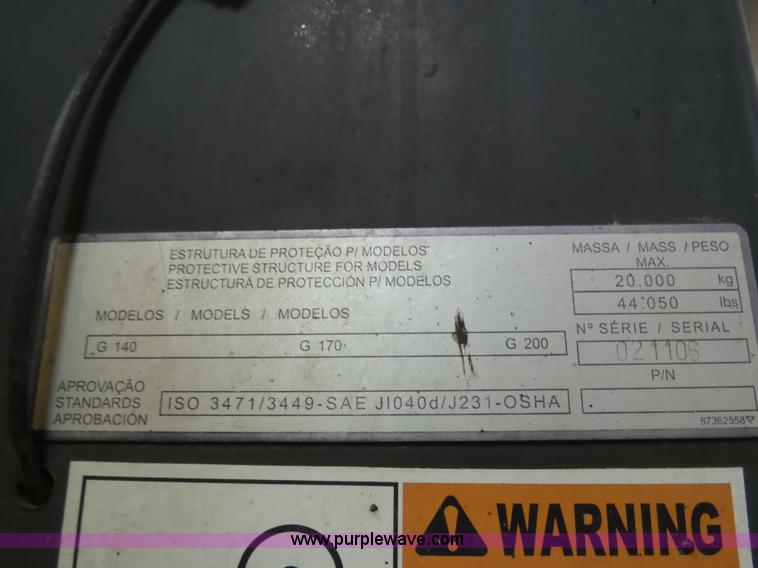 ESTRUTURA DE PROTEÇÃO P/ MODELOS
PROTECTIVE STRUCTURE FOR MODELS
ESTRUCTURA DE PROTECCIÓN P/ MODELOS
MODELOS / MODELS / MODELOS
G 140 G 170 G 200
APROVAÇÃO
STANDARDS
APROBACIÓN
ISO 3471/3449-SAE J1040d/J231-OSHA
MASSA / MASS / PESO
MAX.
20.000 kg
44.050 lbs
Nº SÉRIE / SERIAL
021106
P/N
87362558
WARNING
www.purplewave.com